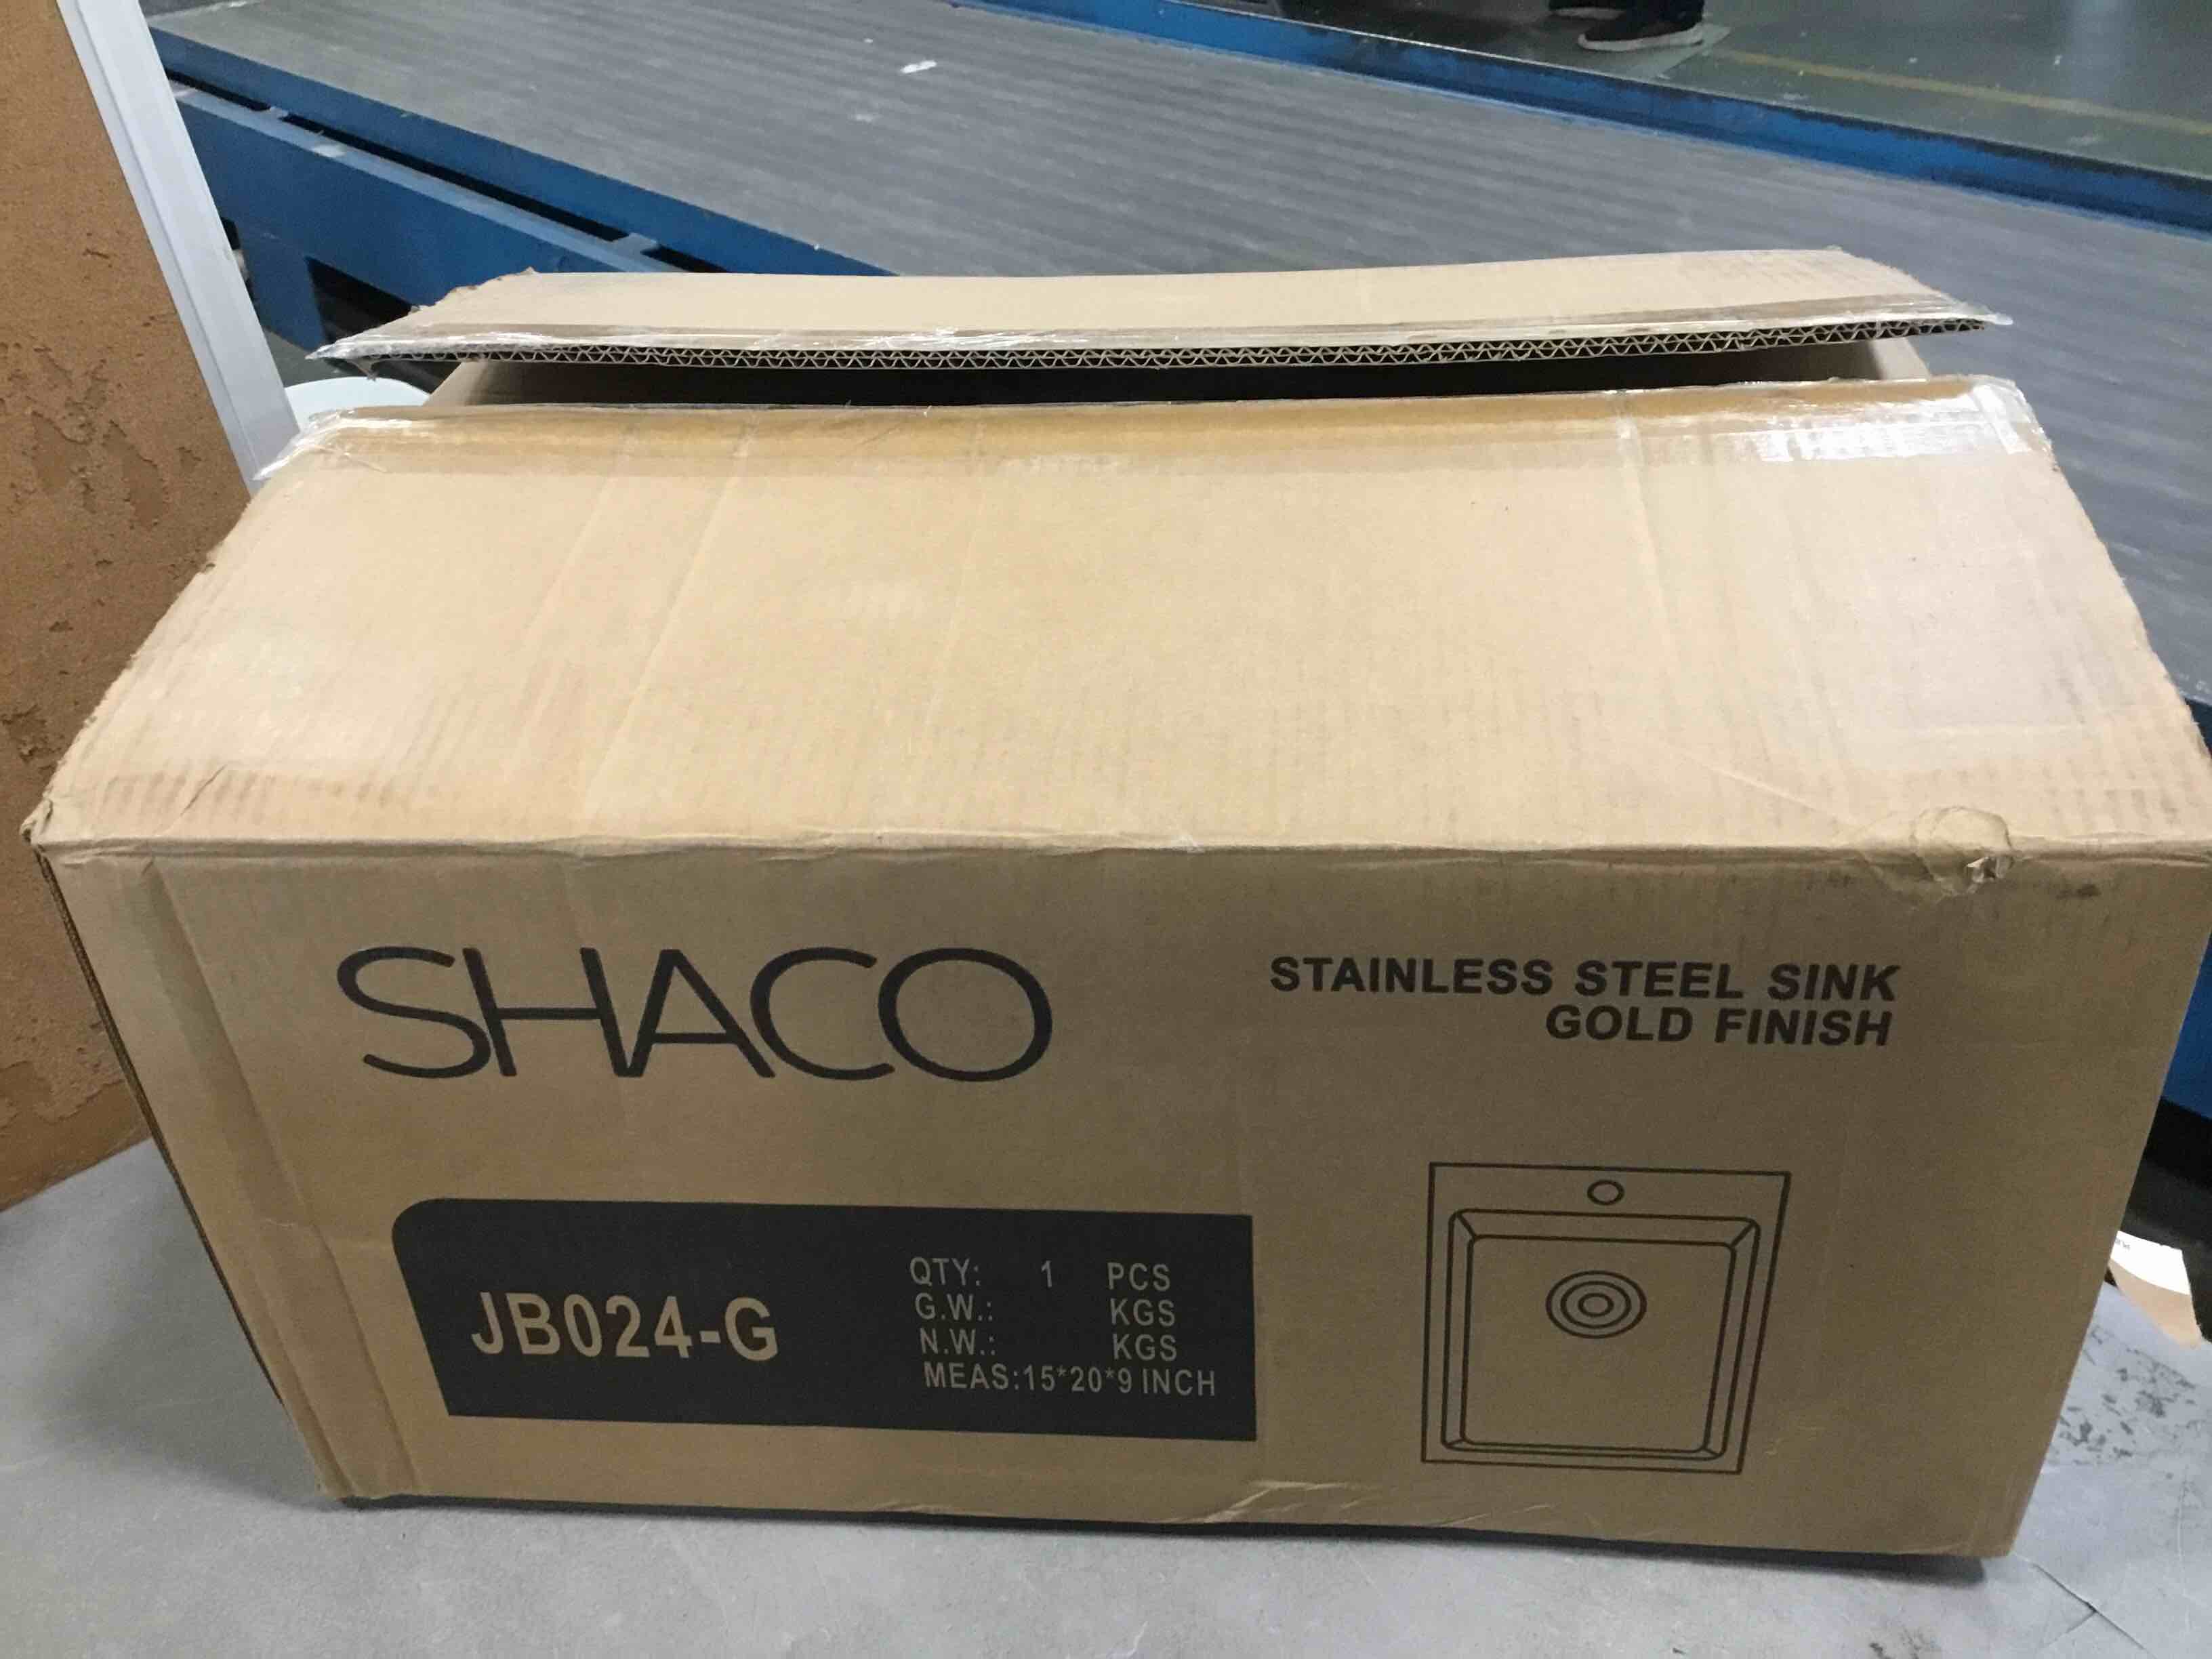 SHACO
STAINLESS STEEL SINK
GOLD FINISH
JB024-G
QTY: 1 PCS
G.W.: KGS
N.W.: KGS
MEAS:15*20*9 INCH